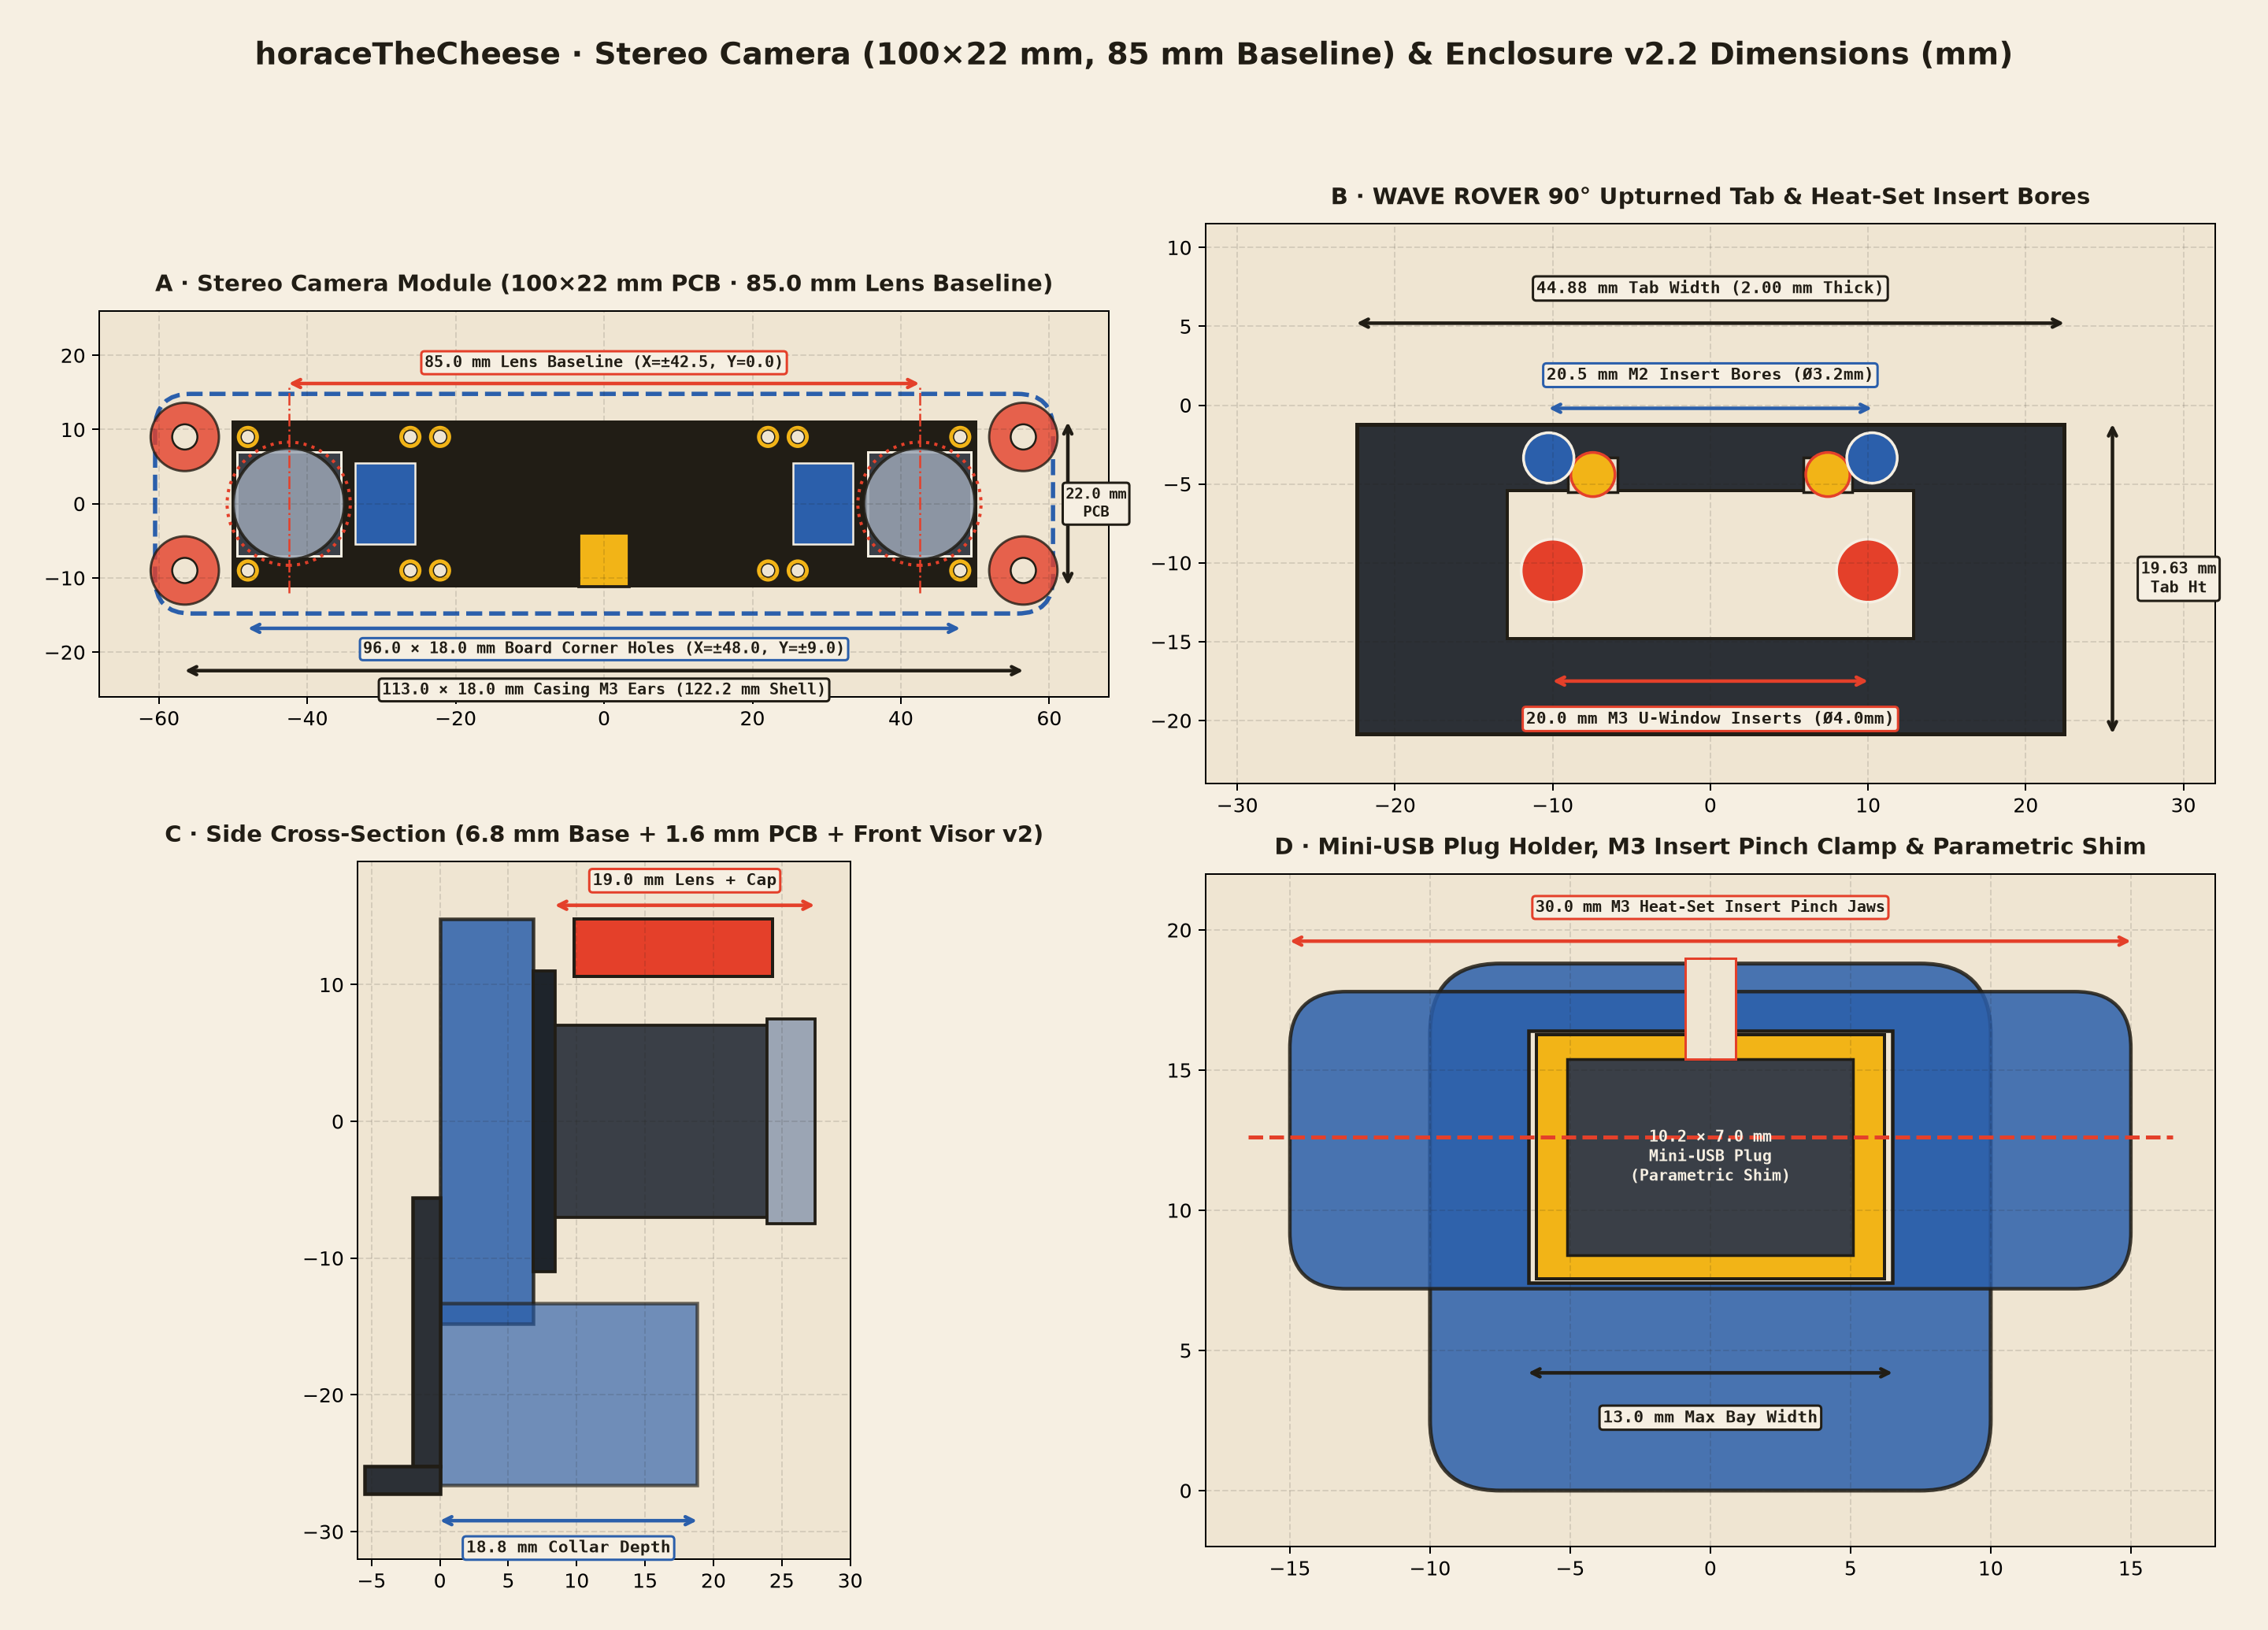 horaceTheCheese · Stereo Camera (100×22 mm, 85 mm Baseline) & Enclosure v2.2 Dimensions (mm)
A · Stereo Camera Module (100×22 mm PCB · 85.0 mm Lens Baseline)
20
10
0
−10
−20
85.0 mm Lens Baseline (X=±42.5, Y=0.0)
22.0 mm
PCB
96.0 × 18.0 mm Board Corner Holes (X=±48.0, Y=±9.0)
113.0 × 18.0 mm Casing M3 Ears (122.2 mm Shell)
−60
−40
−20
0
20
40
60
B · WAVE ROVER 90° Upturned Tab & Heat-Set Insert Bores
10
5
0
−5
−10
−15
−20
44.88 mm Tab Width (2.00 mm Thick)
20.5 mm M2 Insert Bores (Ø3.2mm)
19.63 mm
Tab Ht
20.0 mm M3 U-Window Inserts (Ø4.0mm)
−30
−20
−10
0
10
20
30
C · Side Cross-Section (6.8 mm Base + 1.6 mm PCB + Front Visor v2)
19.0 mm Lens + Cap
10
0
−10
−20
−30
18.8 mm Collar Depth
−5
0
5
10
15
20
25
30
D · Mini-USB Plug Holder, M3 Insert Pinch Clamp & Parametric Shim
30.0 mm M3 Heat-Set Insert Pinch Jaws
20
15
10
5
0
10.2 × 7.0 mm
Mini-USB Plug
(Parametric Shim)
13.0 mm Max Bay Width
−15
−10
−5
0
5
10
15